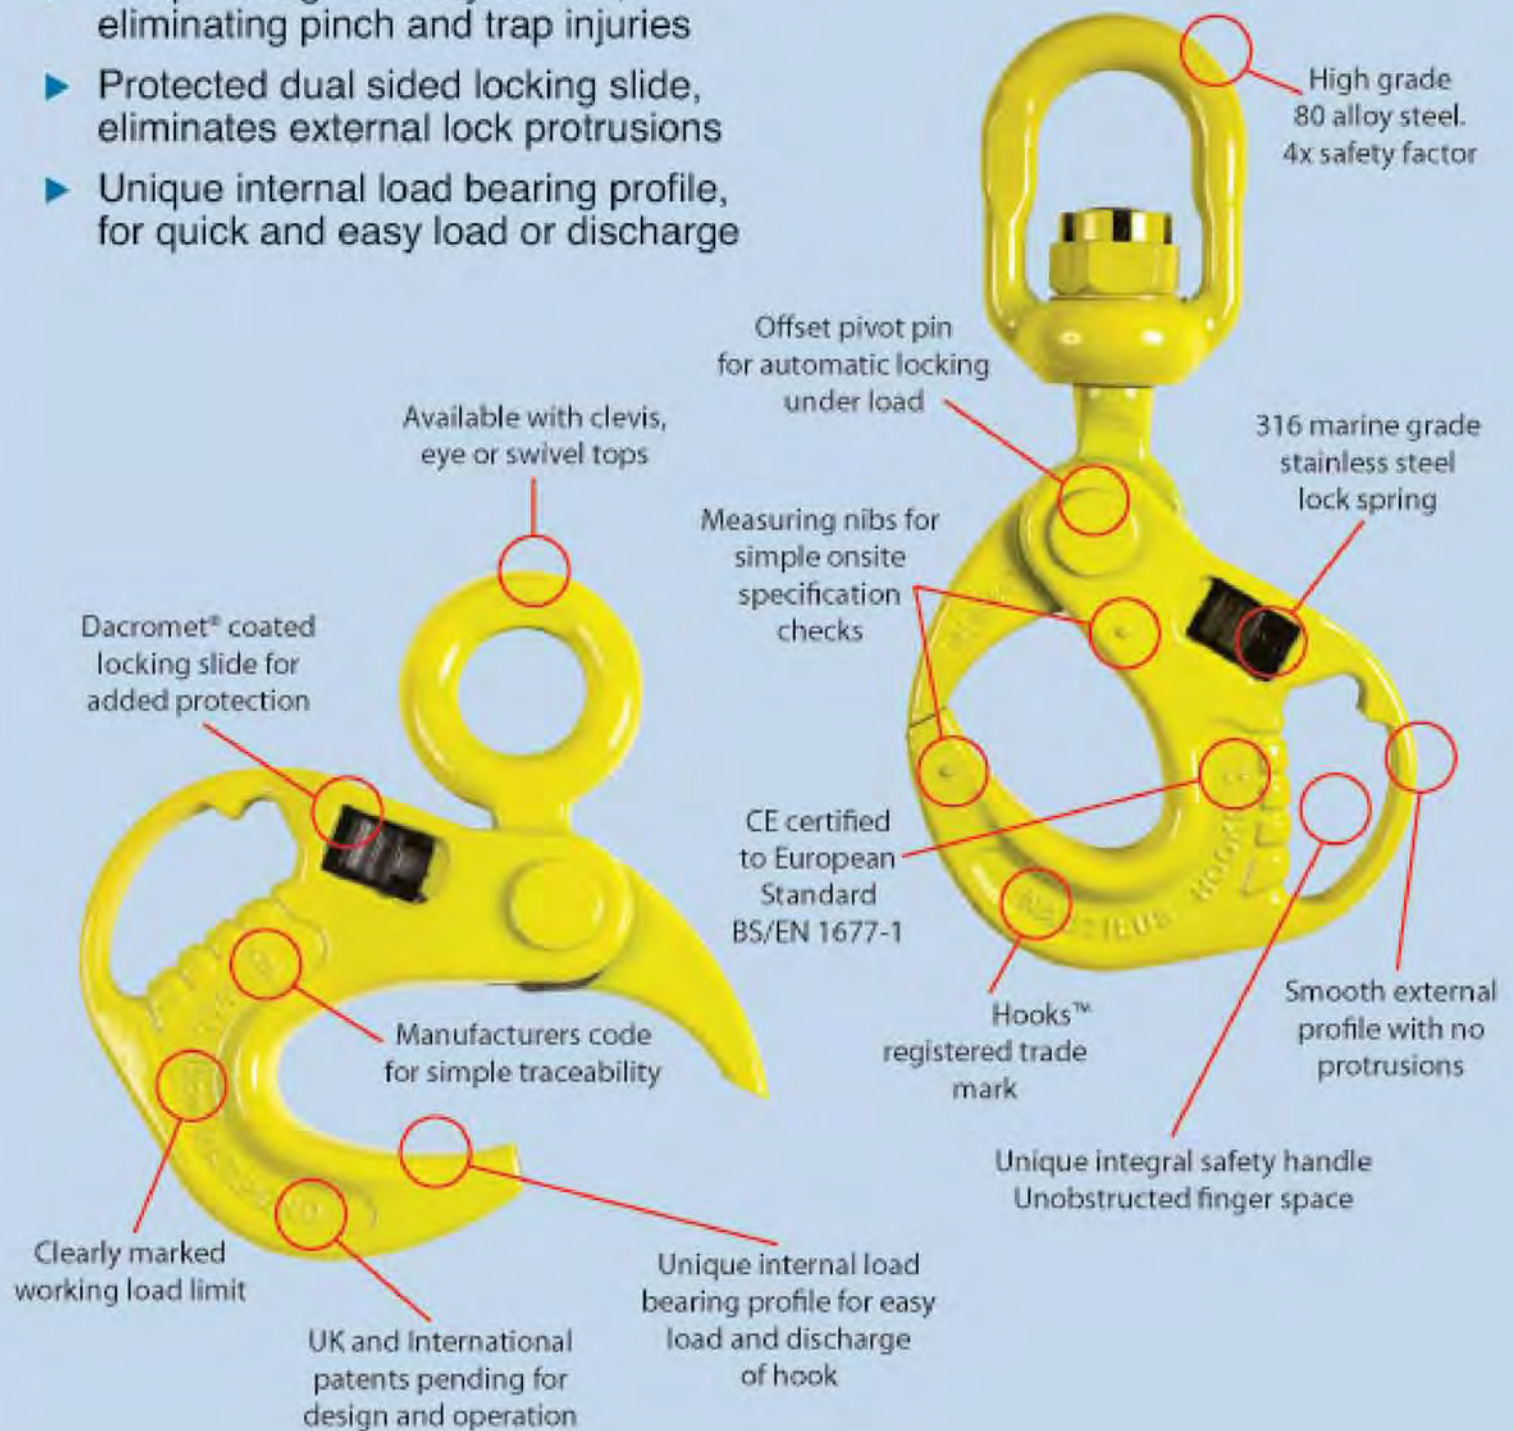 eliminating pinch and trap injuries
Protected dual sided locking slide,
eliminates external lock protrusions
Unique internal load bearing profile,
for quick and easy load or discharge
High grade
80 alloy steel.
4x safety factor
Offset pivot pin
for automatic locking
under load
Available with clevis,
eye or swivel tops
316 marine grade
stainless steel
lock spring
Measuring nibs for
simple onsite
specification
checks
Dacromet® coated
locking slide for
added protection
CE certified
to European
Standard
BS/EN 1677-1
NAUTILUS HOOKS
Hooks™
registered trade
mark
Smooth external
profile with no
protrusions
Manufacturers code
for simple traceability
Unique integral safety handle
Unobstructed finger space
Clearly marked
working load limit
Unique internal load
bearing profile for easy
load and discharge
of hook
UK and International
patents pending for
design and operation